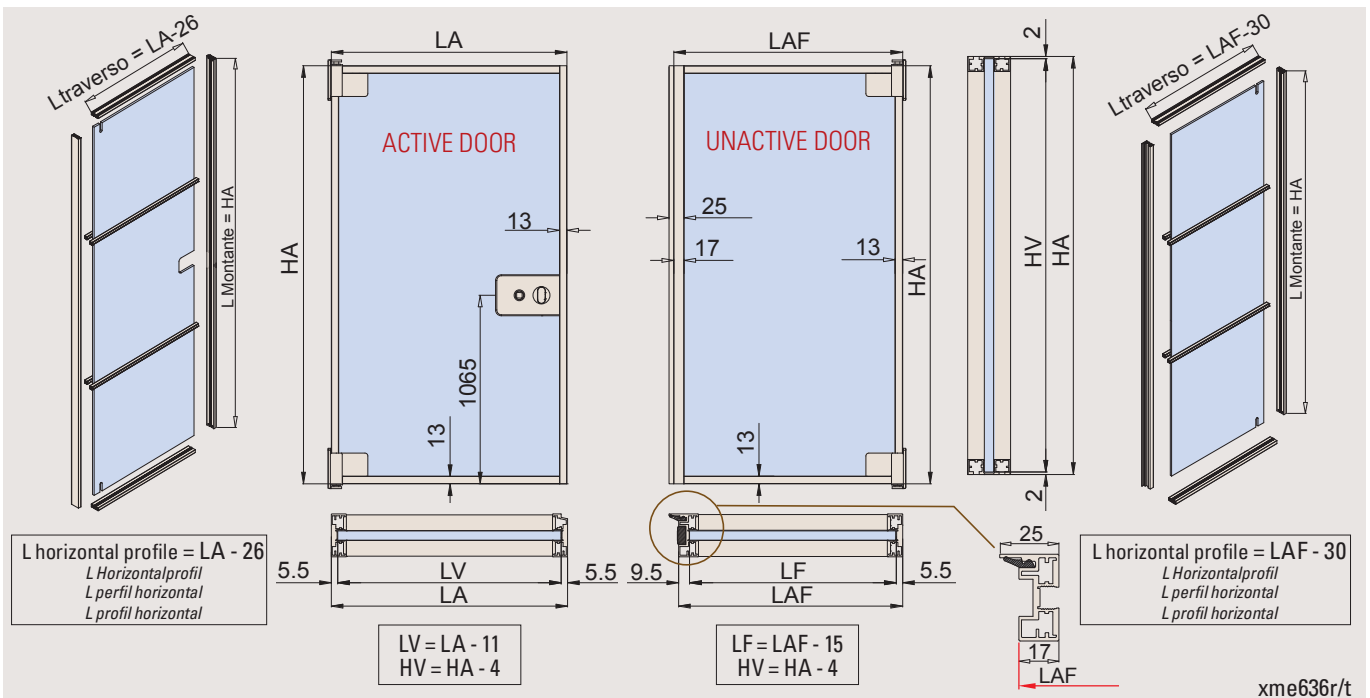 Ltraverso = LA-26
L Montante = HA
LA
ACTIVE DOOR
HA
13
1065
13
LAF
UNACTIVE DOOR
25
17
13
HA
13
2
HV
HA
2
Ltraverso = LAF-30
L Montante = HA
L horizontal profile = LA - 26
L Horizontalprofil
L perfil horizontal
L profil horizontal
5.5
LV
5.5
LA
LV = LA - 11
HV = HA - 4
9.5
LF
5.5
LAF
LF = LAF - 15
HV = HA - 4
25
17
LAF
L horizontal profile = LAF - 30
L Horizontalprofil
L perfil horizontal
L profil horizontal
xme636r/t